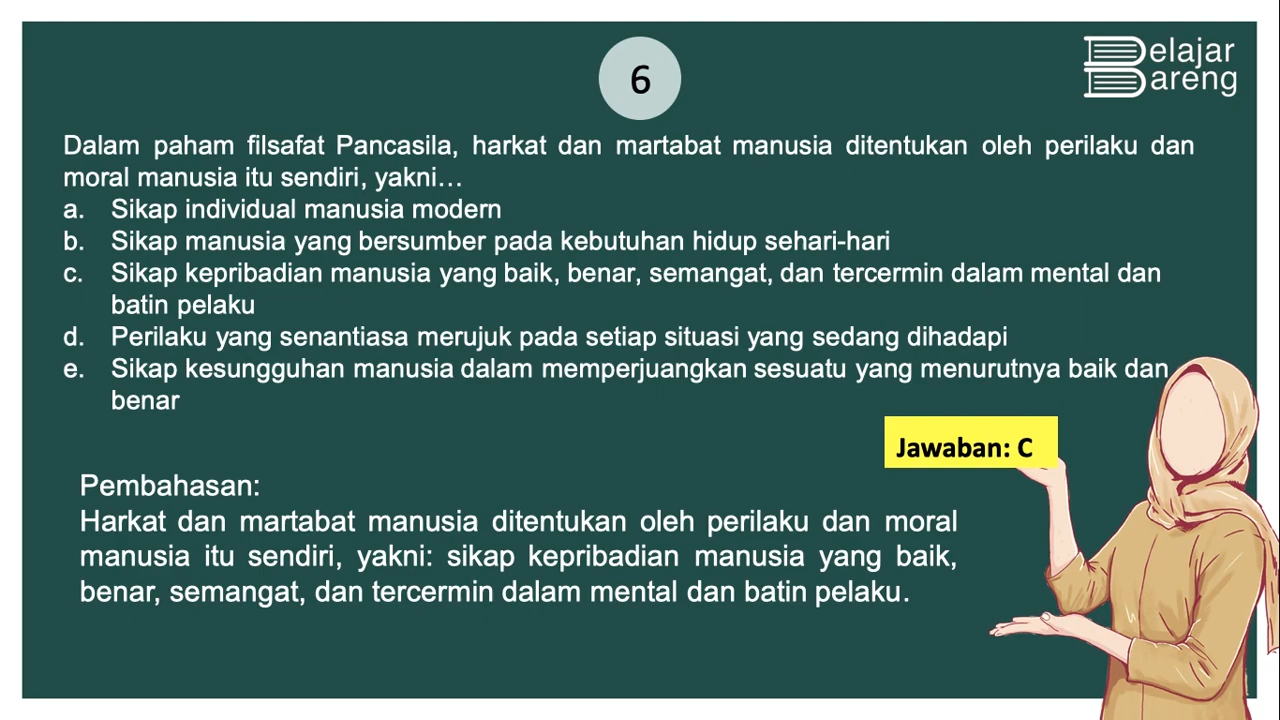 6
Belajar
Bareng
Dalam paham filsafat Pancasila, harkat dan martabat manusia ditentukan oleh perilaku dan
moral manusia itu sendiri, yakni…
a. Sikap individual manusia modern
b. Sikap manusia yang bersumber pada kebutuhan hidup sehari-hari
c. Sikap kepribadian manusia yang baik, benar, semangat, dan tercermin dalam mental dan
batin pelaku
d. Perilaku yang senantiasa merujuk pada setiap situasi yang sedang dihadapi
e. Sikap kesungguhan manusia dalam memperjuangkan sesuatu yang menurutnya baik dan
benar
Jawaban: C
Pembahasan:
Harkat dan martabat manusia ditentukan oleh perilaku dan moral
manusia itu sendiri, yakni: sikap kepribadian manusia yang baik,
benar, semangat, dan tercermin dalam mental dan batin pelaku.